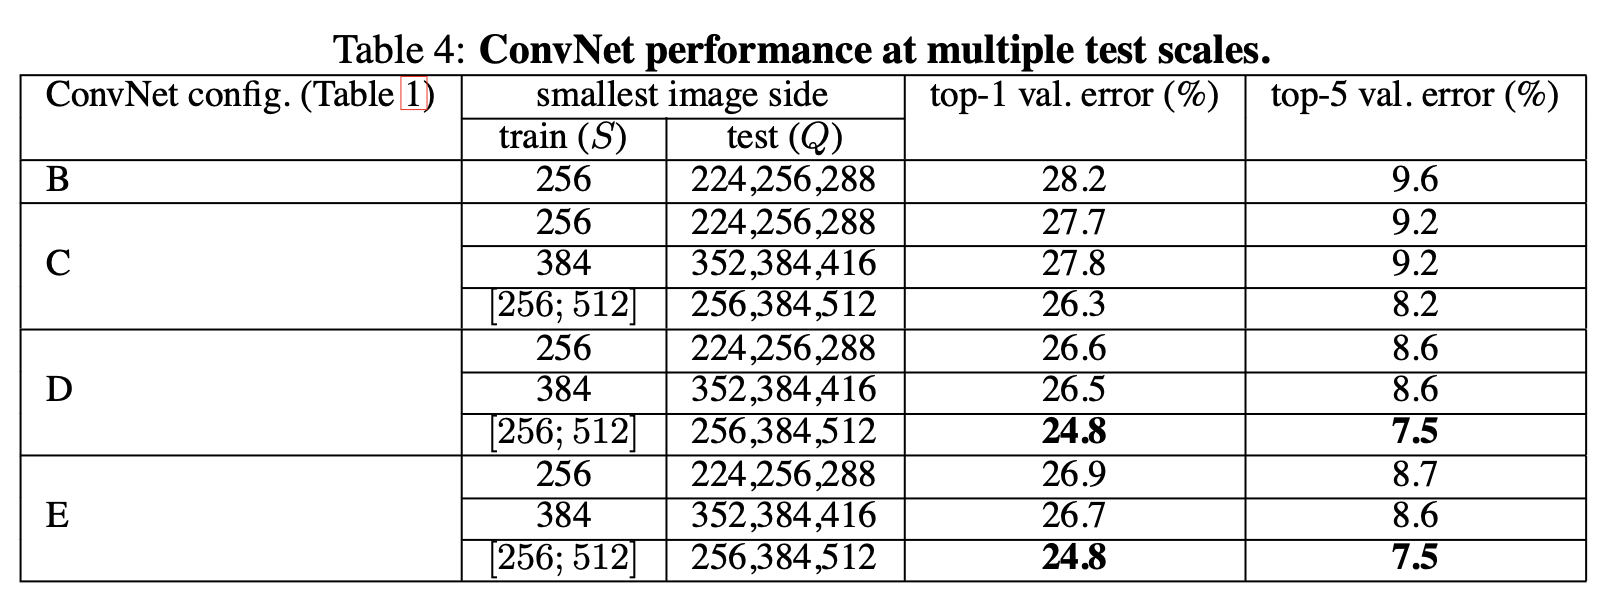 Table 4: ConvNet performance at multiple test scales.
ConvNet config. (Table 1) smallest image side top-1 val. error (%) top-5 val. error (%)
train (S) test (Q)
B 256 224,256,288 28.2 9.6
256 224,256,288 27.7 9.2
C 384 352,384,416 27.8 9.2
[256; 512] 256,384,512 26.3 8.2
256 224,256,288 26.6 8.6
D 384 352,384,416 26.5 8.6
[256; 512] 256,384,512 24.8 7.5
256 224,256,288 26.9 8.7
E 384 352,384,416 26.7 8.6
[256; 512] 256,384,512 24.8 7.5